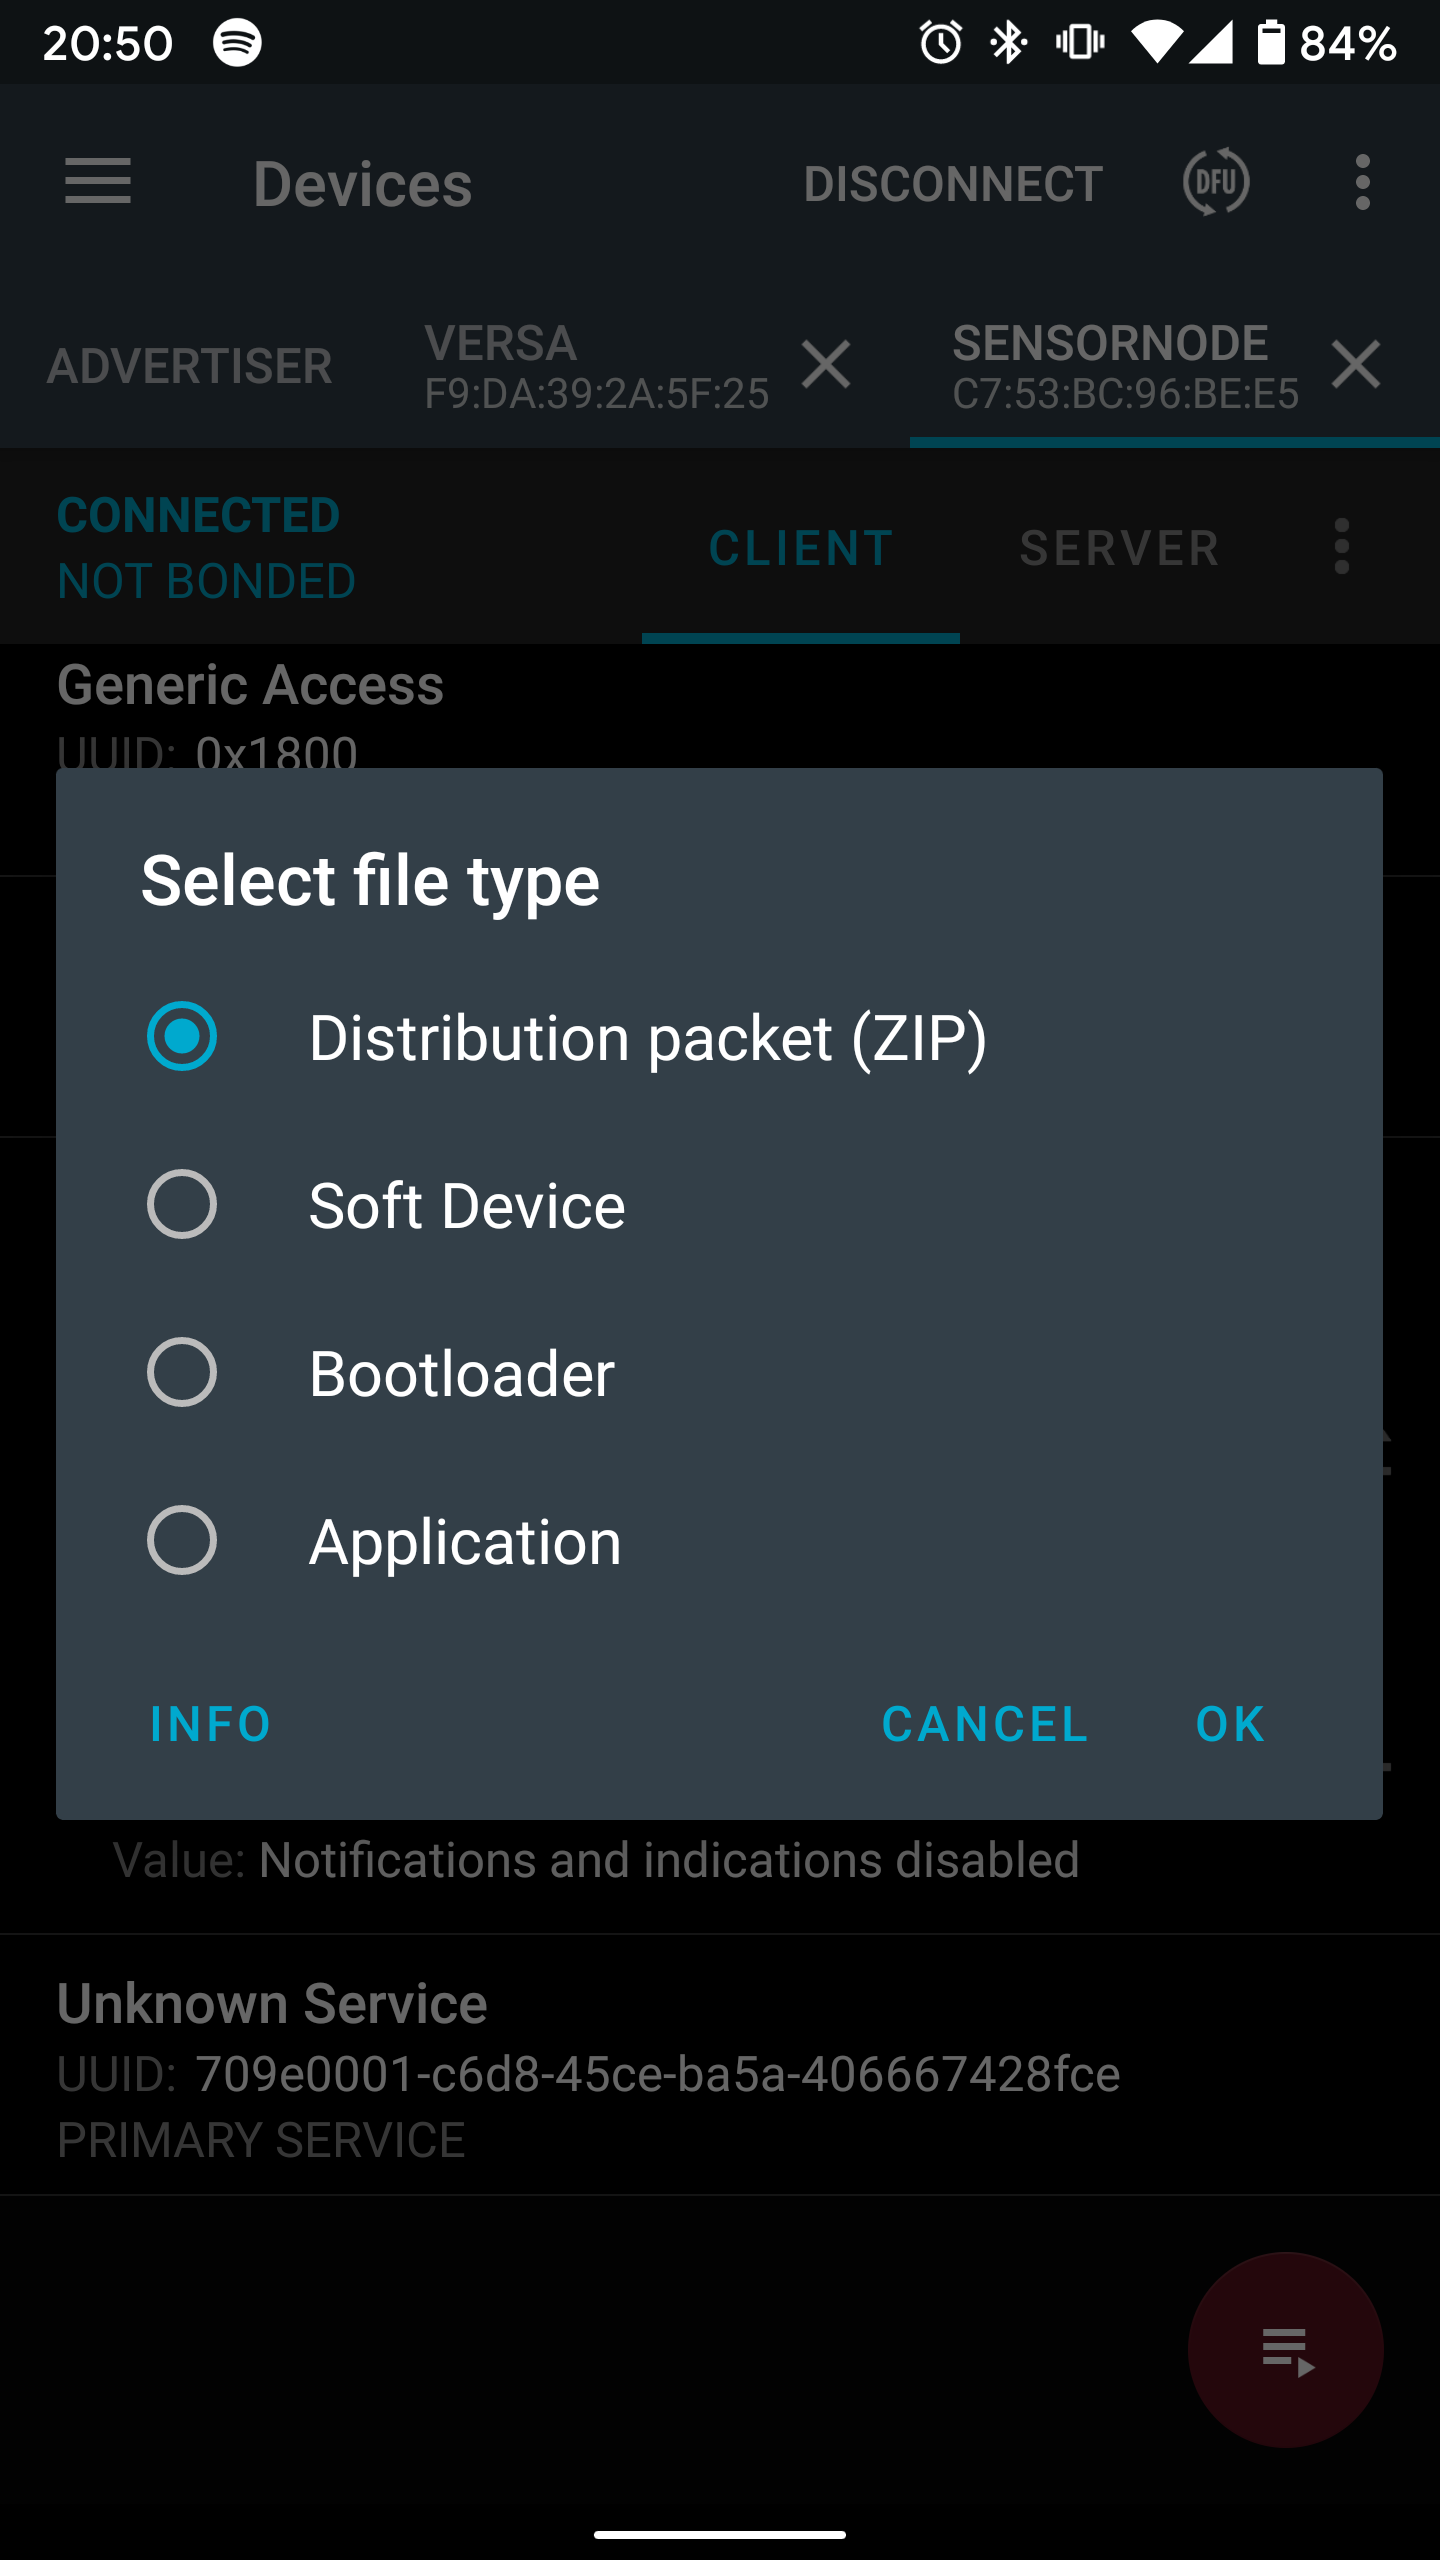 20:50
84%
Devices
DISCONNECT
DFU
ADVERTISER
VERSA
F9:DA:39:2A:5F:25
SENSORNODE
C7:53:BC:96:BE:E5
CONNECTED
NOT BONDED
CLIENT
SERVER
Generic Access
UUID: 0x1800
Select file type
Distribution packet (ZIP)
Soft Device
Bootloader
Application
INFO
CANCEL
OK
Value: Notifications and indications disabled
Unknown Service
UUID: 709e0001-c6d8-45ce-ba5a-406667428fce
PRIMARY SERVICE